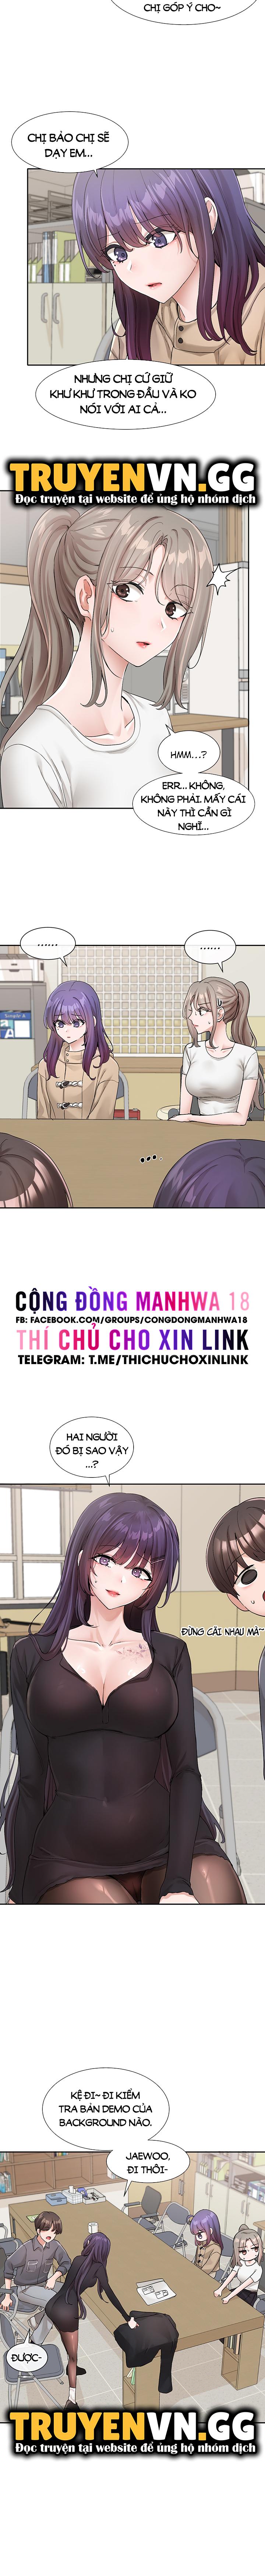 CHỊ GÓP Ý CHO~
CHỊ BẢO CHỊ SẼ
DẠY EM...
NHƯNG CHỊ CỨ GIỮ
KHƯ KHƯ TRONG ĐẦU VÀ KO
NÓI VỚI AI CẢ...
TRUYENVN.GG
Đọc truyện tại website để ủng hộ nhóm dịch
HMM...?
ERR... KHÔNG,
KHÔNG PHẢI. MẤY CÁI
NÀY THÌ CẦN GÌ
NGHĨ...
......
......
...
CỘNG ĐỒNG MANHWA 18
FB: FACEBOOK.COM/GROUPS/CONGDONGMANHWA18
THÍ CHỦ CHO XIN LINK
TELEGRAM: T.ME/THICHUCHOXINLINK
HAI NGƯỜI
ĐÓ BỊ SAO VẬY
...?
ĐỪNG CÃI NHAU MÀ~
KỆ ĐI~ ĐI KIỂM
TRA BẢN DEMO CỦA
BACKGROUND NÀO.
JAEWOO,
ĐI THÔI-
ĐƯỢC-
TRUYENVN.GG
Đọc truyện tại website để ủng hộ nhóm dịch